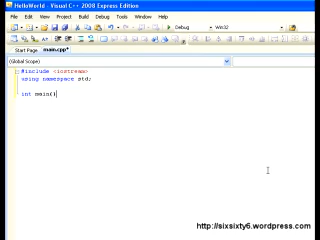 HelloWorld - Visual C++ 2008 Express Edition
File Edit View Project Build Debug Tools Window Help
Debug Win32
Start Page main.cpp*
(Global Scope)
#include <iostream>
using namespace std;
int main()
http://sixsixty6.wordpress.com